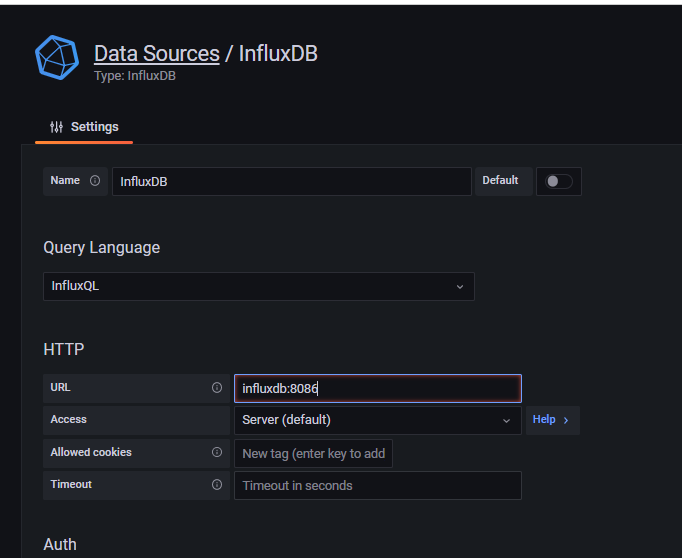 Data Sources / InfluxDB
Type: InfluxDB
Settings
Name InfluxDB Default
Query Language
InfluxQL
HTTP
URL influxdb:8086
Access Server (default) Help >
Allowed cookies New tag (enter key to add
Timeout Timeout in seconds
Auth